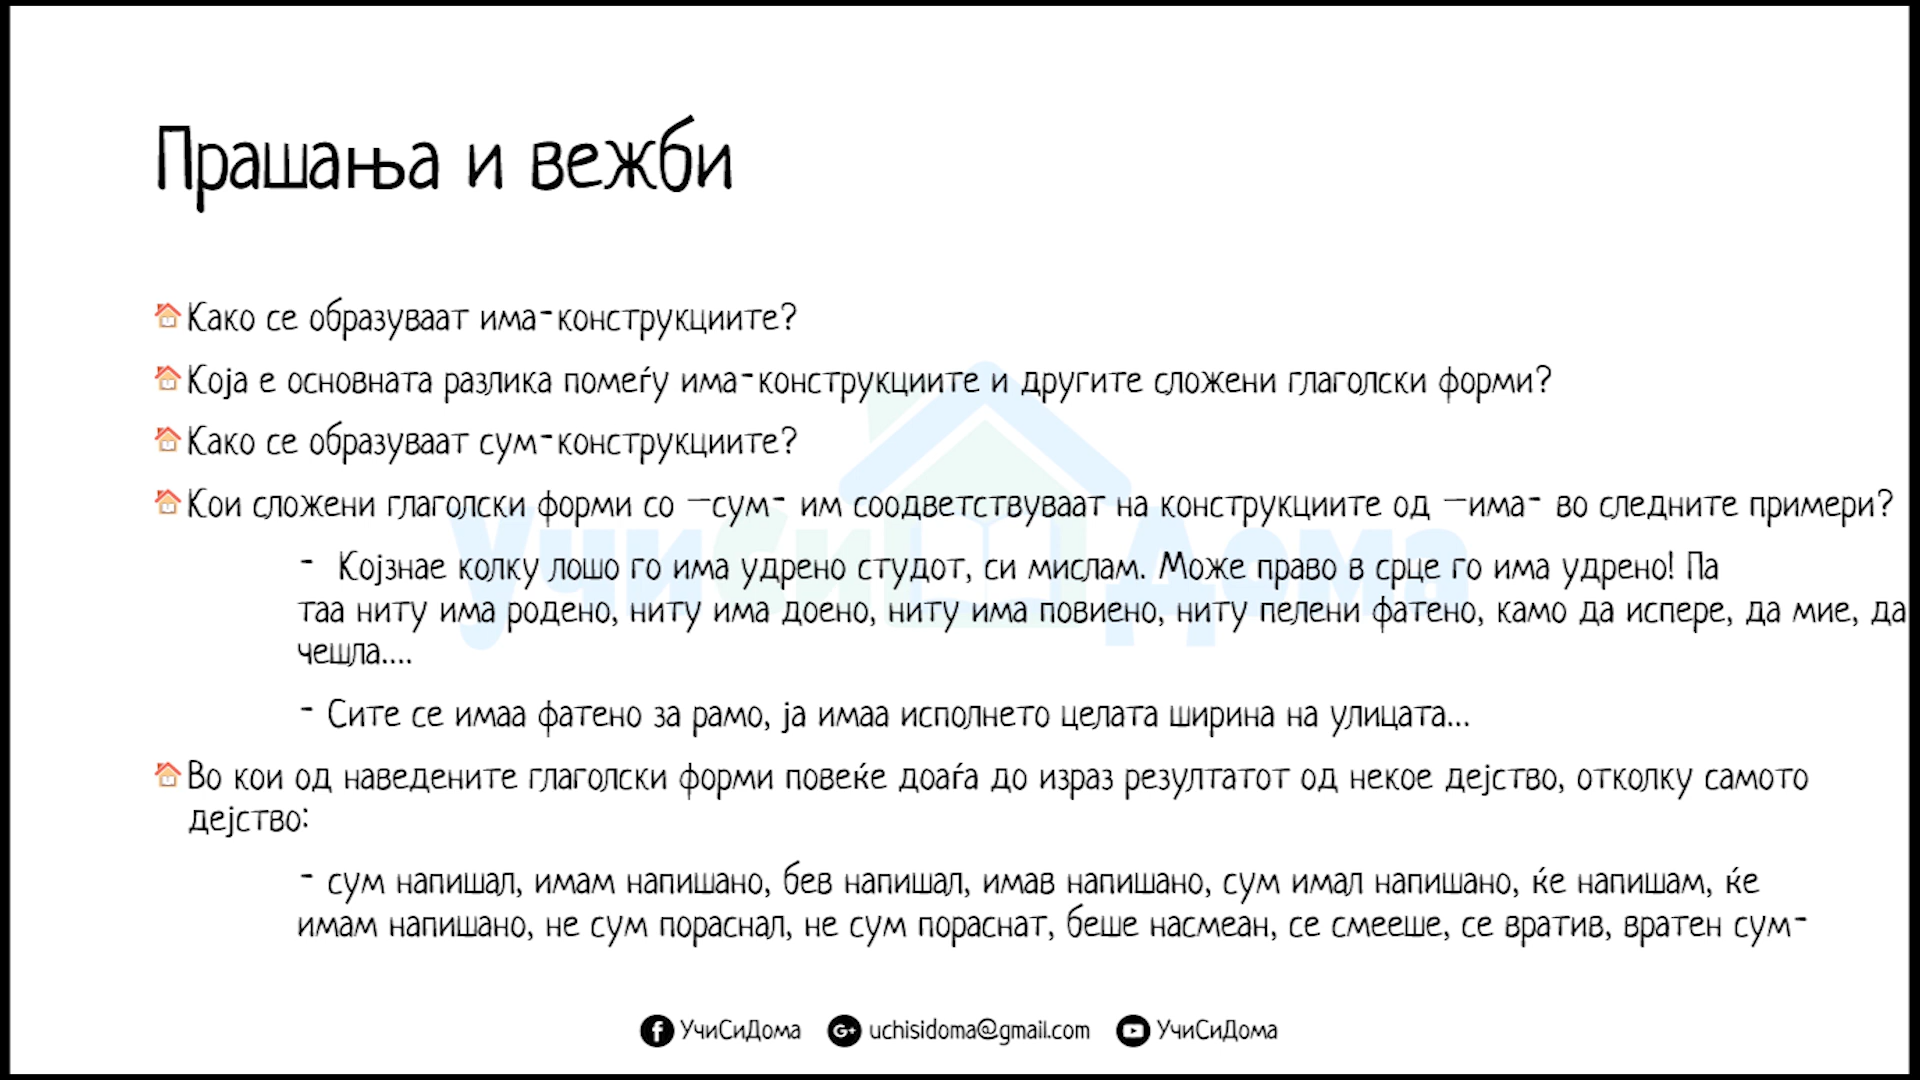 Прашања и вежби
Како се образуваат има-конструкциите?
Која е основната разлика помеѓу има-конструкциите и другите сложени глаголски форми?
Како се образуваат сум-конструкциите?
Кои сложени глаголски форми со –сум- им соодветствуваат на конструкциите од –има- во следните примери?
- Којзнае колку лошо го има удрено студот, си мислам. Може право в срце го има удрено! Па
таа ниту има родено, ниту има доено, ниту има повиено, ниту пелени фатено, камо да испере, да мие, да
чешла....
- Сите се имаа фатено за рамо, ја имаа исполнето целата ширина на улицата...
Во кои од наведените глаголски форми повеќе доаѓа до израз резултатот од некое дејство, отколку самото
дејство:
- сум напишал, имам напишано, бев напишал, имав напишано, сум имал напишано, ќе напишам, ќе
имам напишано, не сум пораснал, не сум пораснат, беше насмеан, се смееше, се вратив, вратен сум-
УчиСиДома
УчиСиДома uchisidoma@gmail.com УчиСиДома